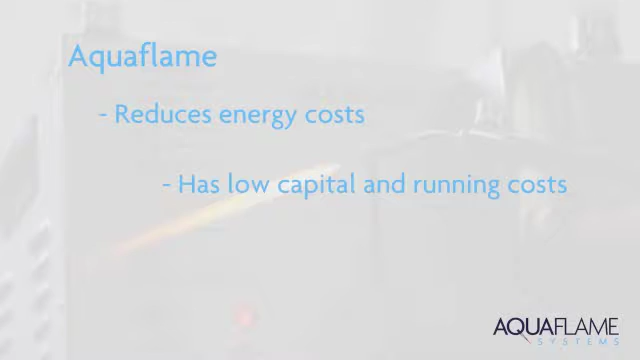 Aquaflame
- Reduces energy costs
- Has low capital and running costs
AQUAFLAME
SYSTEMS